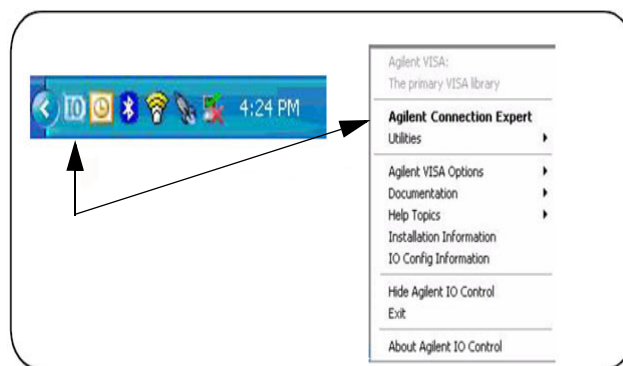 IO
4:24 PM
Agilent VISA:
The primary VISA library
Agilent Connection Expert
Utilities
Agilent VISA Options
Documentation
Help Topics
Installation Information
IO Config Information
Hide Agilent IO Control
Exit
About Agilent IO Control